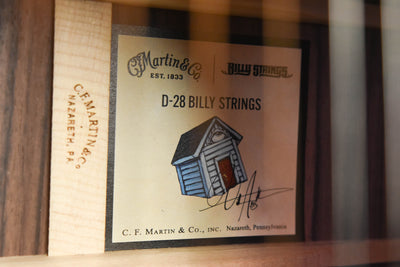 C.F. MARTIN & Co
NAZARETH, PA
CFMartin & Co.
EST. 1833
BILLY STRINGS
D-28 BILLY STRINGS
C. F. MARTIN & CO., INC. Nazareth, Pennsylvania